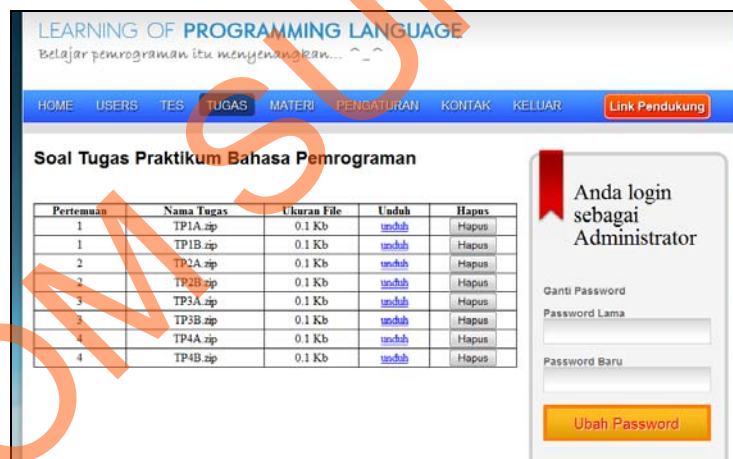 LEARNING OF PROGRAMMING LANGUAGE
Belajar pemrograman itu menyenangkan... ^_^
HOME USERS TES TUGAS MATERI PENGATURAN KONTAK KELUAR Link Pendukung
Soal Tugas Praktikum Bahasa Pemrograman
Pertemuan Nama Tugas Ukuran File Unduh Hapus
1 TP1A.zip 0.1 Kb unduh Hapus
1 TP1B.zip 0.1 Kb unduh Hapus
2 TP2A.zip 0.1 Kb unduh Hapus
2 TP2B.zip 0.1 Kb unduh Hapus
3 TP3A.zip 0.1 Kb unduh Hapus
3 TP3B.zip 0.1 Kb unduh Hapus
4 TP4A.zip 0.1 Kb unduh Hapus
4 TP4B.zip 0.1 Kb unduh Hapus
Anda login
sebagai
Administrator
Ganti Password
Password Lama
Password Baru
Ubah Password
OM SU